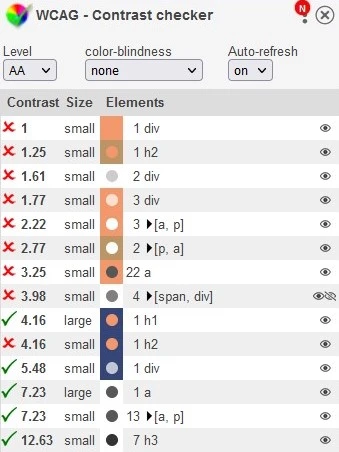 WCAG - Contrast checker
N
Level color-blindness Auto-refresh
AA none on
Contrast Size Elements
1 small 1 div
1.25 small 1 h2
1.61 small 2 div
1.77 small 3 div
2.22 small 3 [a, p]
2.77 small 2 [p, a]
3.25 small 22 a
3.98 small 4 [span, div]
4.16 large 1 h1
4.16 small 1 h2
5.48 small 1 div
7.23 large 1 a
7.23 small 13 [a, p]
12.63 small 7 h3